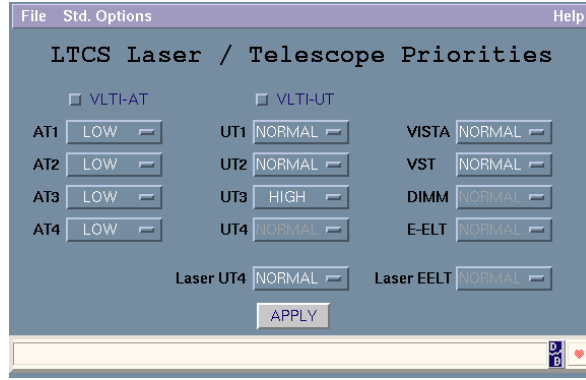 File Std. Options Help
LTCS Laser / Telescope Priorities
VLTI-AT VLTI-UT
AT1 LOW UT1 NORMAL VISTA NORMAL
AT2 LOW UT2 NORMAL VST NORMAL
AT3 LOW UT3 HIGH DIMM NORMAL
AT4 LOW UT4 NORMAL E-ELT NORMAL
Laser UT4 NORMAL Laser EELT NORMAL
APPLY
D/B